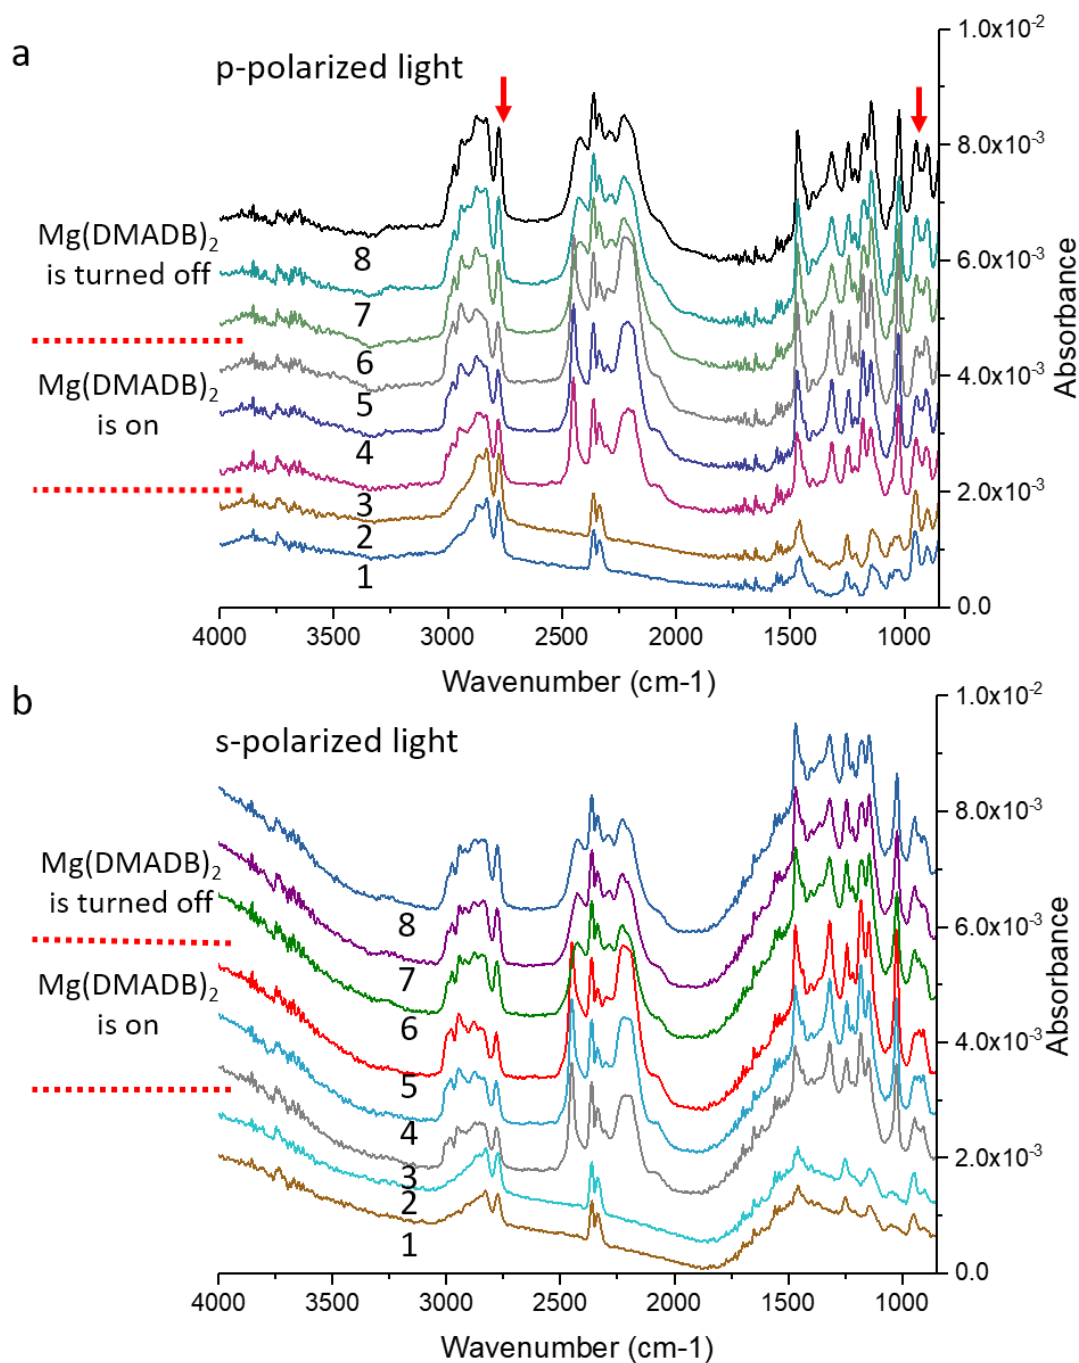 a
p-polarized light
1.0x10⁻²
8.0x10⁻³
Mg(DMADB)₂
is turned off
8
6.0x10⁻³
7
6
Mg(DMADB)₂
is on
5
4.0x10⁻³
4
3
2.0x10⁻³
2
1
0.0
Absorbance
4000 3500 3000 2500 2000 1500 1000
Wavenumber (cm-1)
b
s-polarized light
1.0x10⁻²
8.0x10⁻³
Mg(DMADB)₂
is turned off
8
6.0x10⁻³
7
6
Mg(DMADB)₂
is on
5
4.0x10⁻³
4
3
2
2.0x10⁻³
1
0.0
Absorbance
4000 3500 3000 2500 2000 1500 1000
Wavenumber (cm-1)